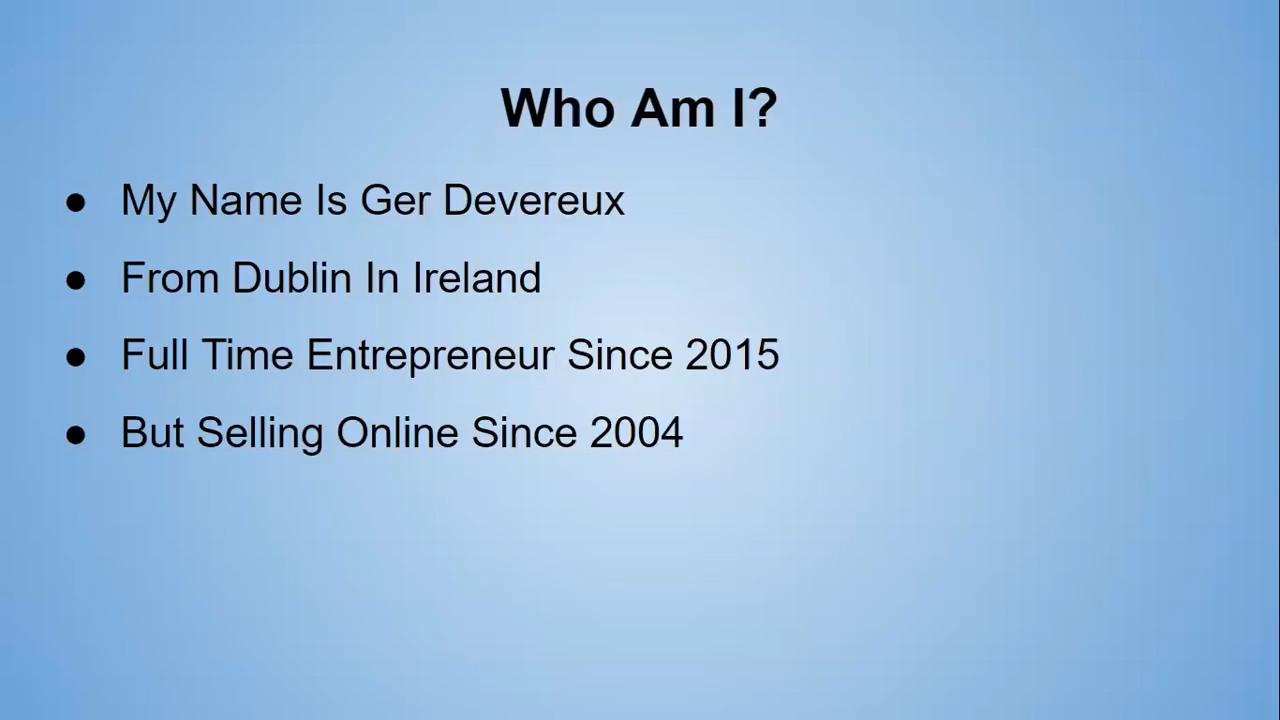 Who Am I?
● My Name Is Ger Devereux
● From Dublin In Ireland
● Full Time Entrepreneur Since 2015
● But Selling Online Since 2004